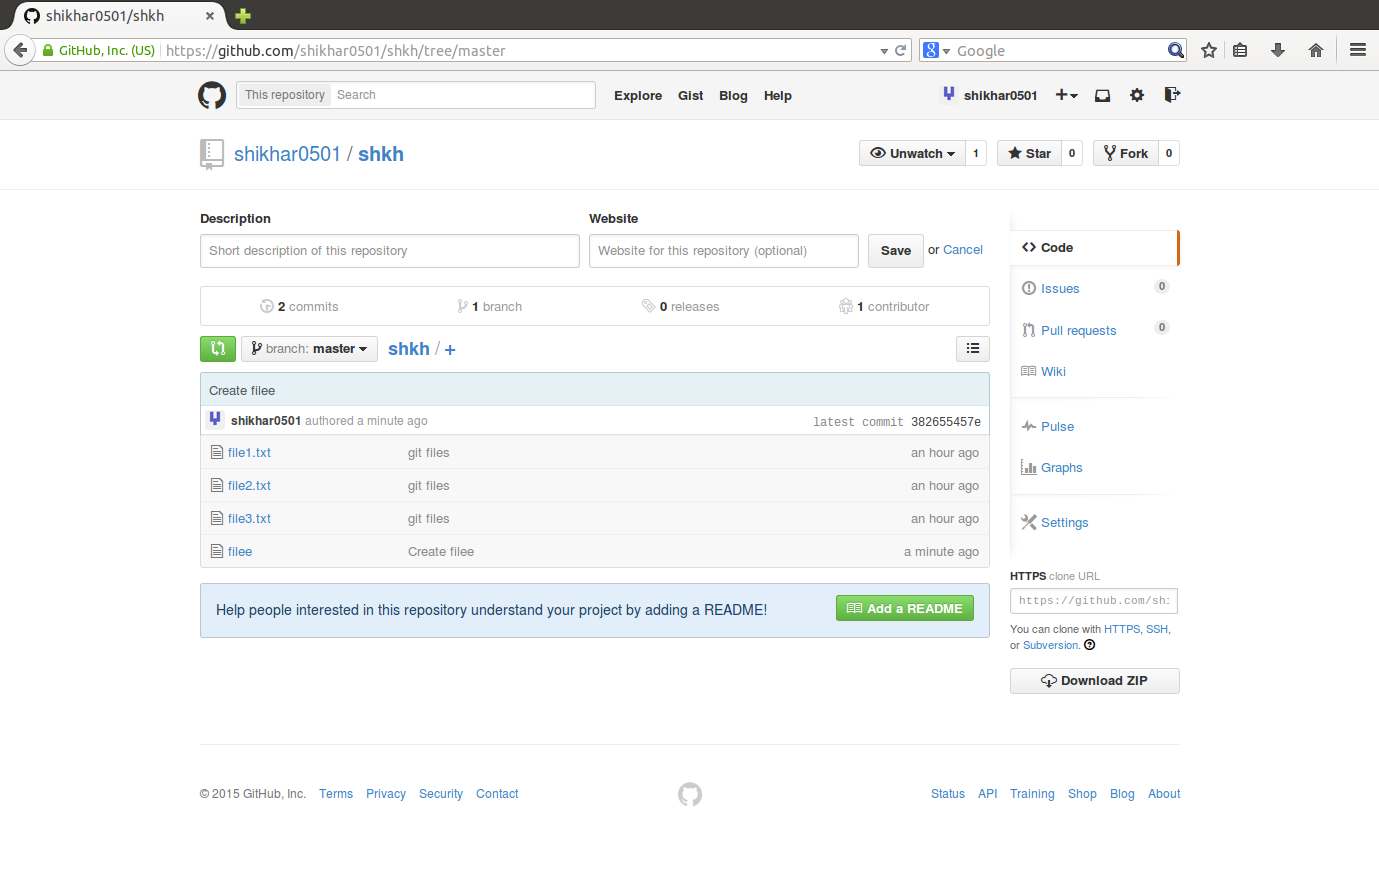 shikhar0501/shkh
GitHub, Inc. (US) https://github.com/shikhar0501/shkh/tree/master
Google
This repository Search Explore Gist Blog Help shikhar0501
shikhar0501 / shkh Unwatch 1 Star 0 Fork 0
Description Website
Short description of this repository Website for this repository (optional) Save or Cancel
2 commits 1 branch 0 releases 1 contributor
branch: master shkh / +
Create filee
shikhar0501 authored a minute ago latest commit 382655457e
file1.txt git files an hour ago
file2.txt git files an hour ago
file3.txt git files an hour ago
filee Create filee a minute ago
Help people interested in this repository understand your project by adding a README! Add a README
Code
Issues 0
Pull requests 0
Wiki
Pulse
Graphs
Settings
HTTPS clone URL
https://github.com/sh
You can clone with HTTPS, SSH,
or Subversion.
Download ZIP
© 2015 GitHub, Inc. Terms Privacy Security Contact Status API Training Shop Blog About